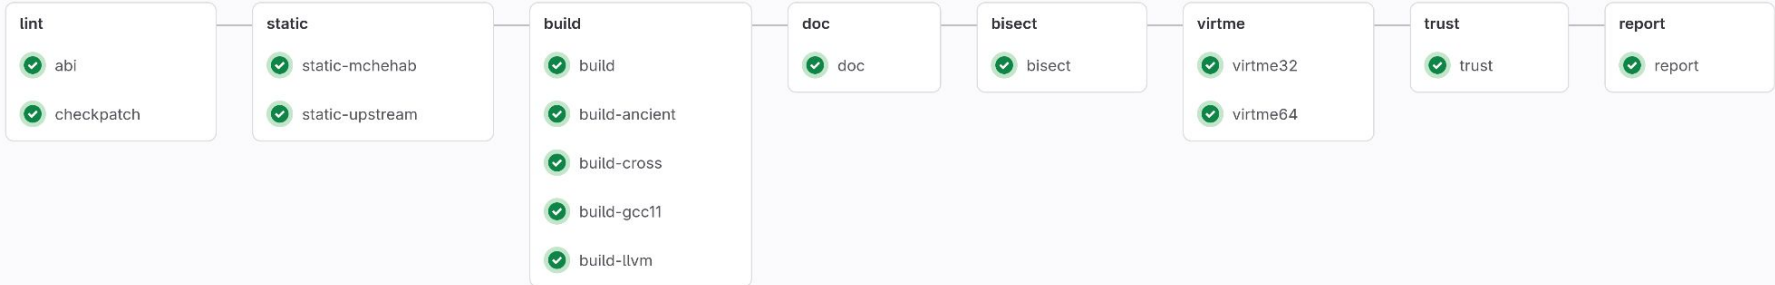 lint
abi
checkpatch
static
static-mchehab
static-upstream
build
build
build-ancient
build-cross
build-gcc11
build-llvm
doc
doc
bisect
bisect
virtme
virtme32
virtme64
trust
trust
report
report